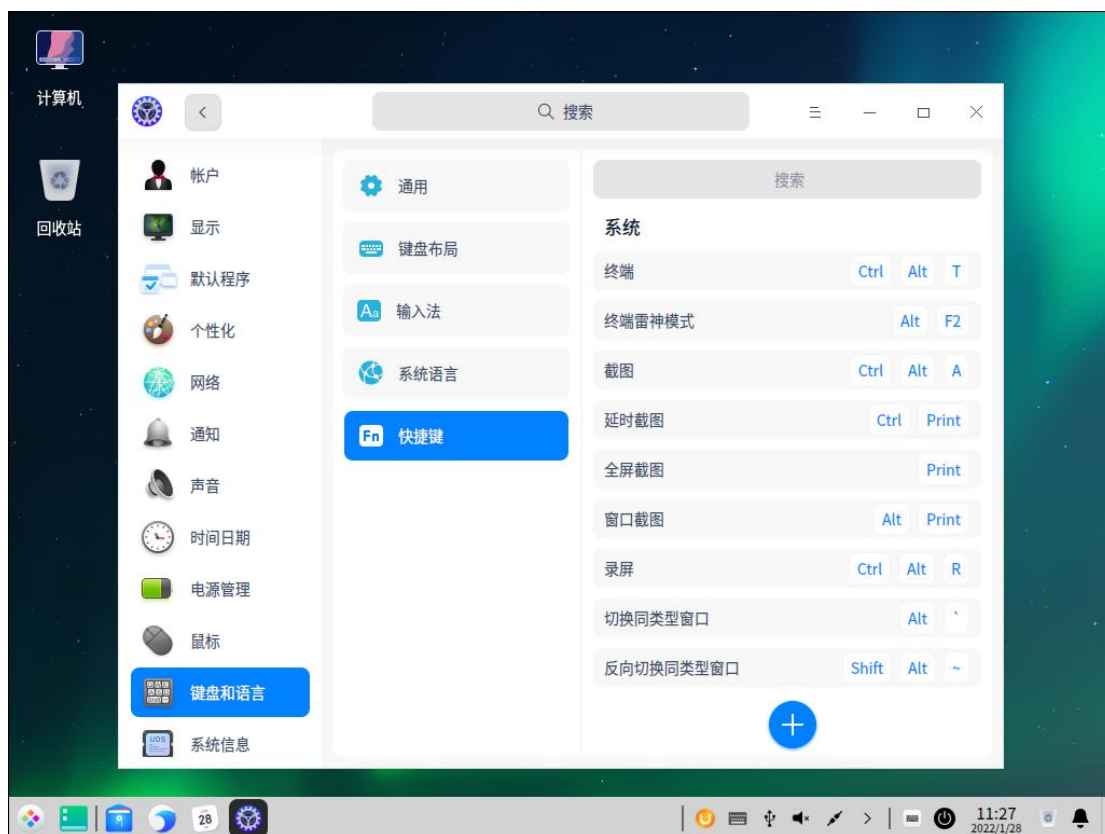 计算机
回收站
搜索
帐户
显示
默认程序
个性化
网络
通知
声音
时间日期
电源管理
鼠标
键盘和语言
UOS
系统信息
通用
键盘布局
Aa
输入法
系统语言
Fn
快捷键
搜索
系统
终端 Ctrl Alt T
终端雷神模式 Alt F2
截图 Ctrl Alt A
延时截图 Ctrl Print
全屏截图 Print
窗口截图 Alt Print
录屏 Ctrl Alt R
切换同类型窗口 Alt `
反向切换同类型窗口 Shift Alt ~
28
11:27
2022/1/28